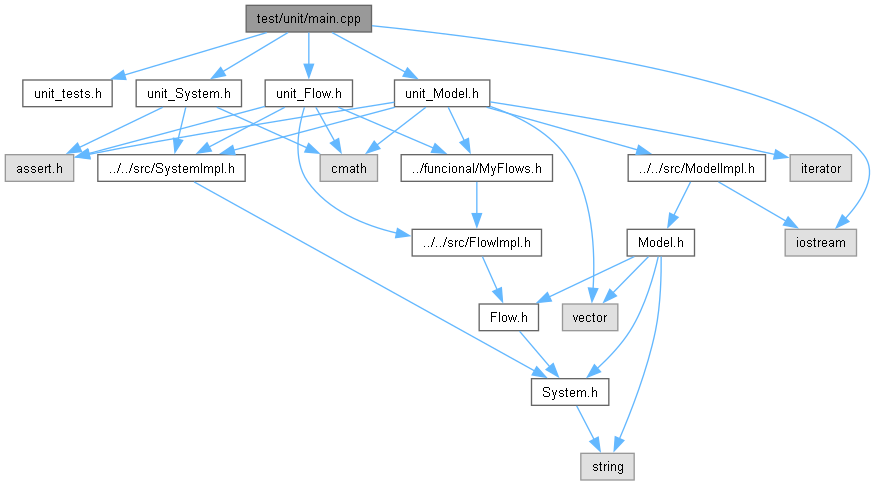 test/unit/main.cpp
unit_tests.h
unit_System.h
unit_Flow.h
unit_Model.h
assert.h
../../src/SystemImpl.h
cmath
../funcional/MyFlows.h
../../src/ModelImpl.h
iterator
../../src/FlowImpl.h
Model.h
iostream
Flow.h
vector
System.h
string